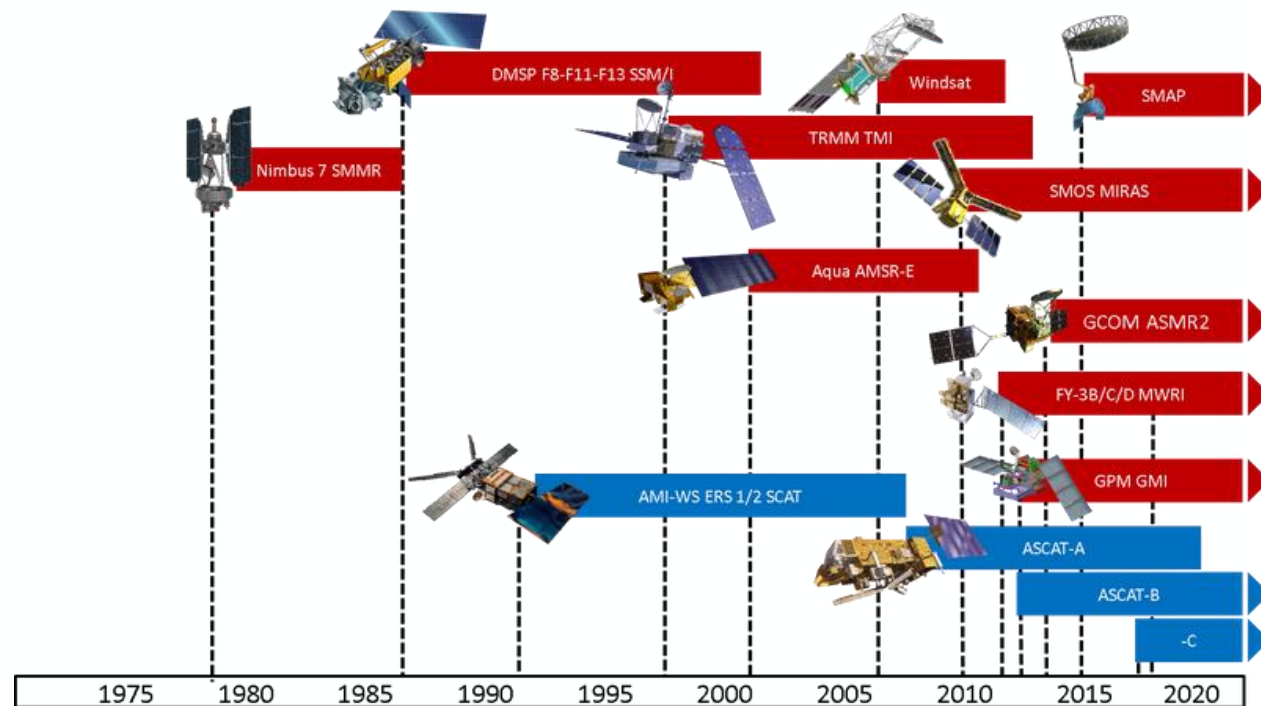 DMSP F8-F11-F13 SSM/I
Windsat
SMAP
TRMM TMI
Nimbus 7 SMMR
SMOS MIRAS
Aqua AMSR-E
GCOM ASMR2
FY-3B/C/D MWRI
GPM GMI
AMI-WS ERS 1/2 SCAT
ASCAT-A
ASCAT-B
-C
1975 1980 1985 1990 1995 2000 2005 2010 2015 2020